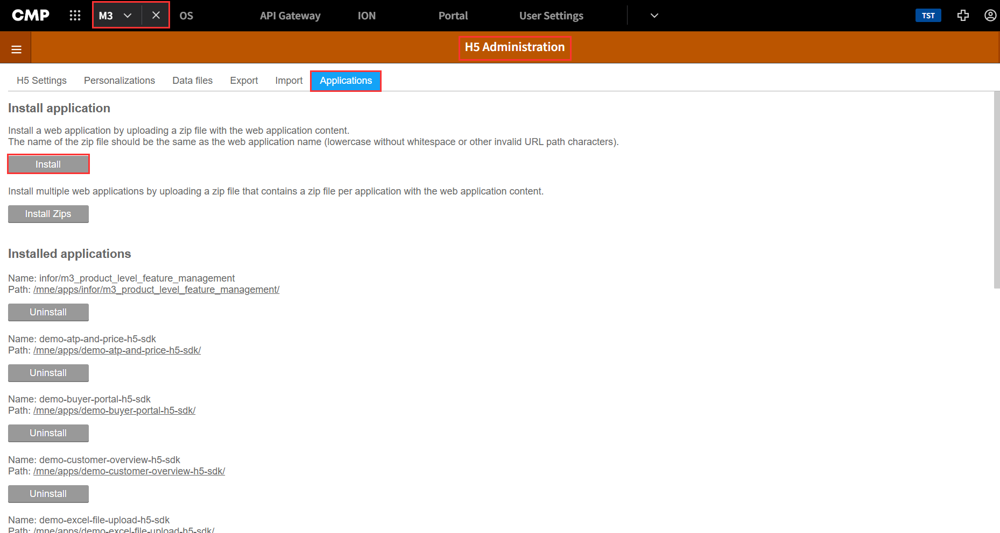 CMP M3 OS API Gateway ION Portal User Settings TST
H5 Administration
H5 Settings Personalizations Data files Export Import Applications
Install application
Install a web application by uploading a zip file with the web application content.
The name of the zip file should be the same as the web application name (lowercase without whitespace or other invalid URL path characters).
Install
Install multiple web applications by uploading a zip file that contains a zip file per application with the web application content.
Install Zips
Installed applications
Name: infor/m3_product_level_feature_management
Path: /mne/apps/infor/m3_product_level_feature_management/
Uninstall
Name: demo-atp-and-price-h5-sdk
Path: /mne/apps/demo-atp-and-price-h5-sdk/
Uninstall
Name: demo-buyer-portal-h5-sdk
Path: /mne/apps/demo-buyer-portal-h5-sdk/
Uninstall
Name: demo-customer-overview-h5-sdk
Path: /mne/apps/demo-customer-overview-h5-sdk/
Uninstall
Name: demo-excel-file-upload-h5-sdk
Path: /mne/apps/demo-excel-file-upload-h5-sdk/